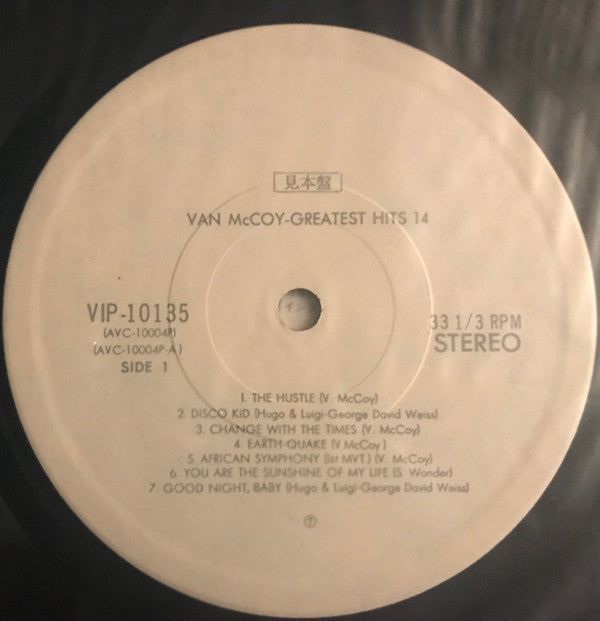 見本盤
VAN McCOY-GREATEST HITS 14
VIP-10135
(AVC-10004P)
(AVC-10004P-A)
SIDE 1
33 1/3 RPM
STEREO
1. THE HUSTLE (V. McCoy)
2. DISCO KID (Hugo & Luigi-George David Weiss)
3. CHANGE WITH THE TIMES (V. McCoy)
4. EARTH QUAKE (V.McCoy)
5. AFRICAN SYMPHONY (Ist MVT.) (V. McCoy)
6. YOU ARE THE SUNSHINE OF MY LIFE (S. Wonder)
7. GOOD NIGHT, BABY (Hugo & Luigi-George David Weiss)